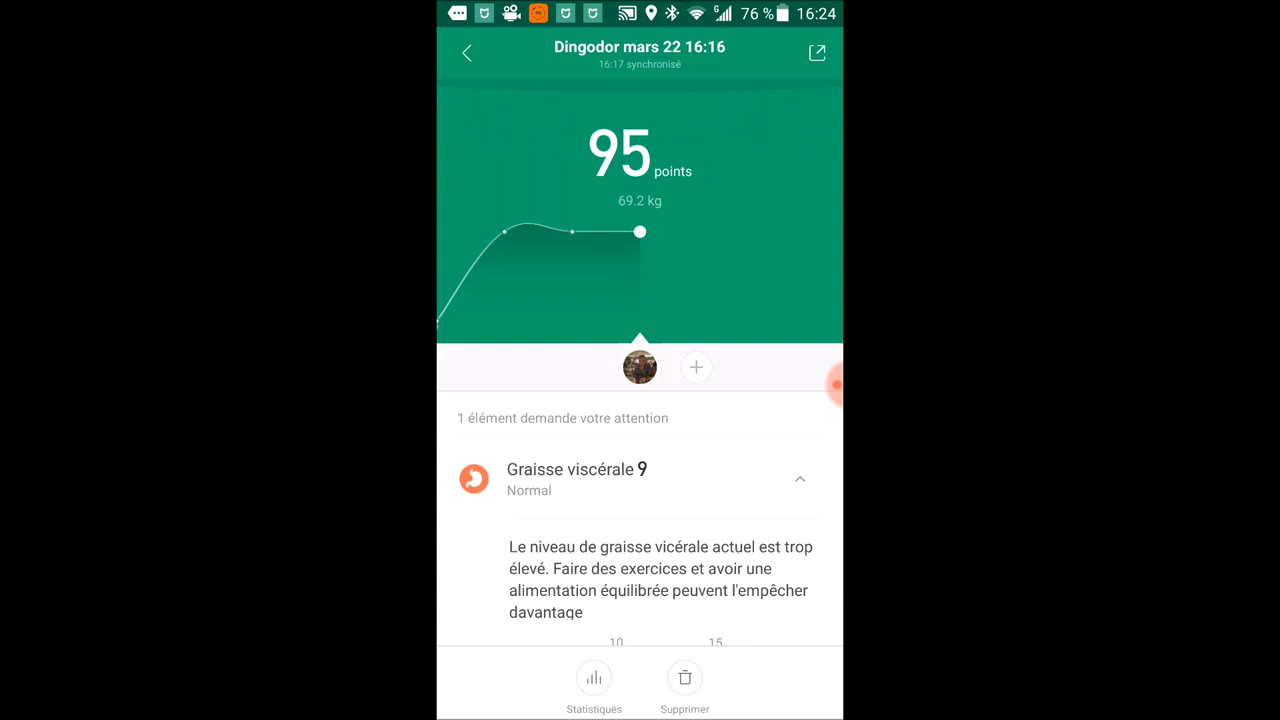 76 % 16:24
Dingodor mars 22 16:16
16:17 synchronisé
95 points
69.2 kg
1 élément demande votre attention
Graisse viscérale 9
Normal
Le niveau de graisse vicérale actuel est trop
élevé. Faire des exercices et avoir une
alimentation équilibrée peuvent l'empêcher
davantage
10 15
Statistiques Supprimer